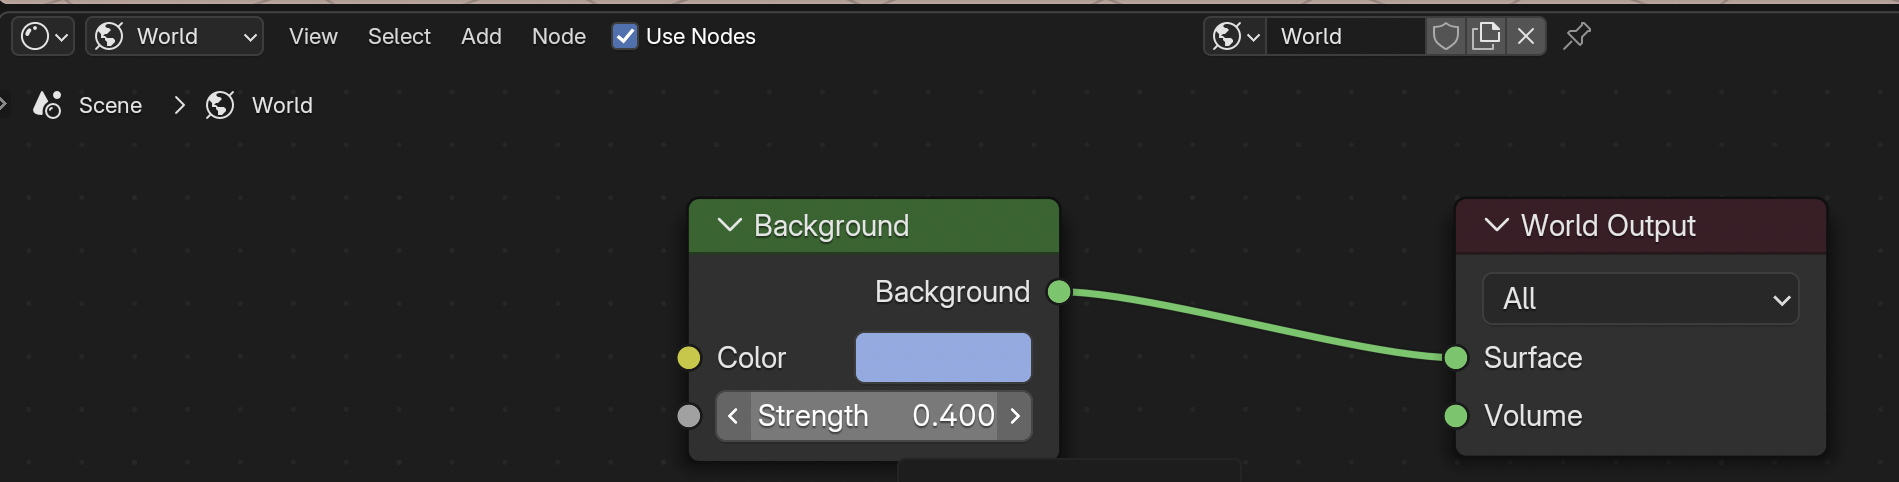 World View Select Add Node Use Nodes World
Scene > World
Background
Background
Color
Strength 0.400
World Output
All
Surface
Volume